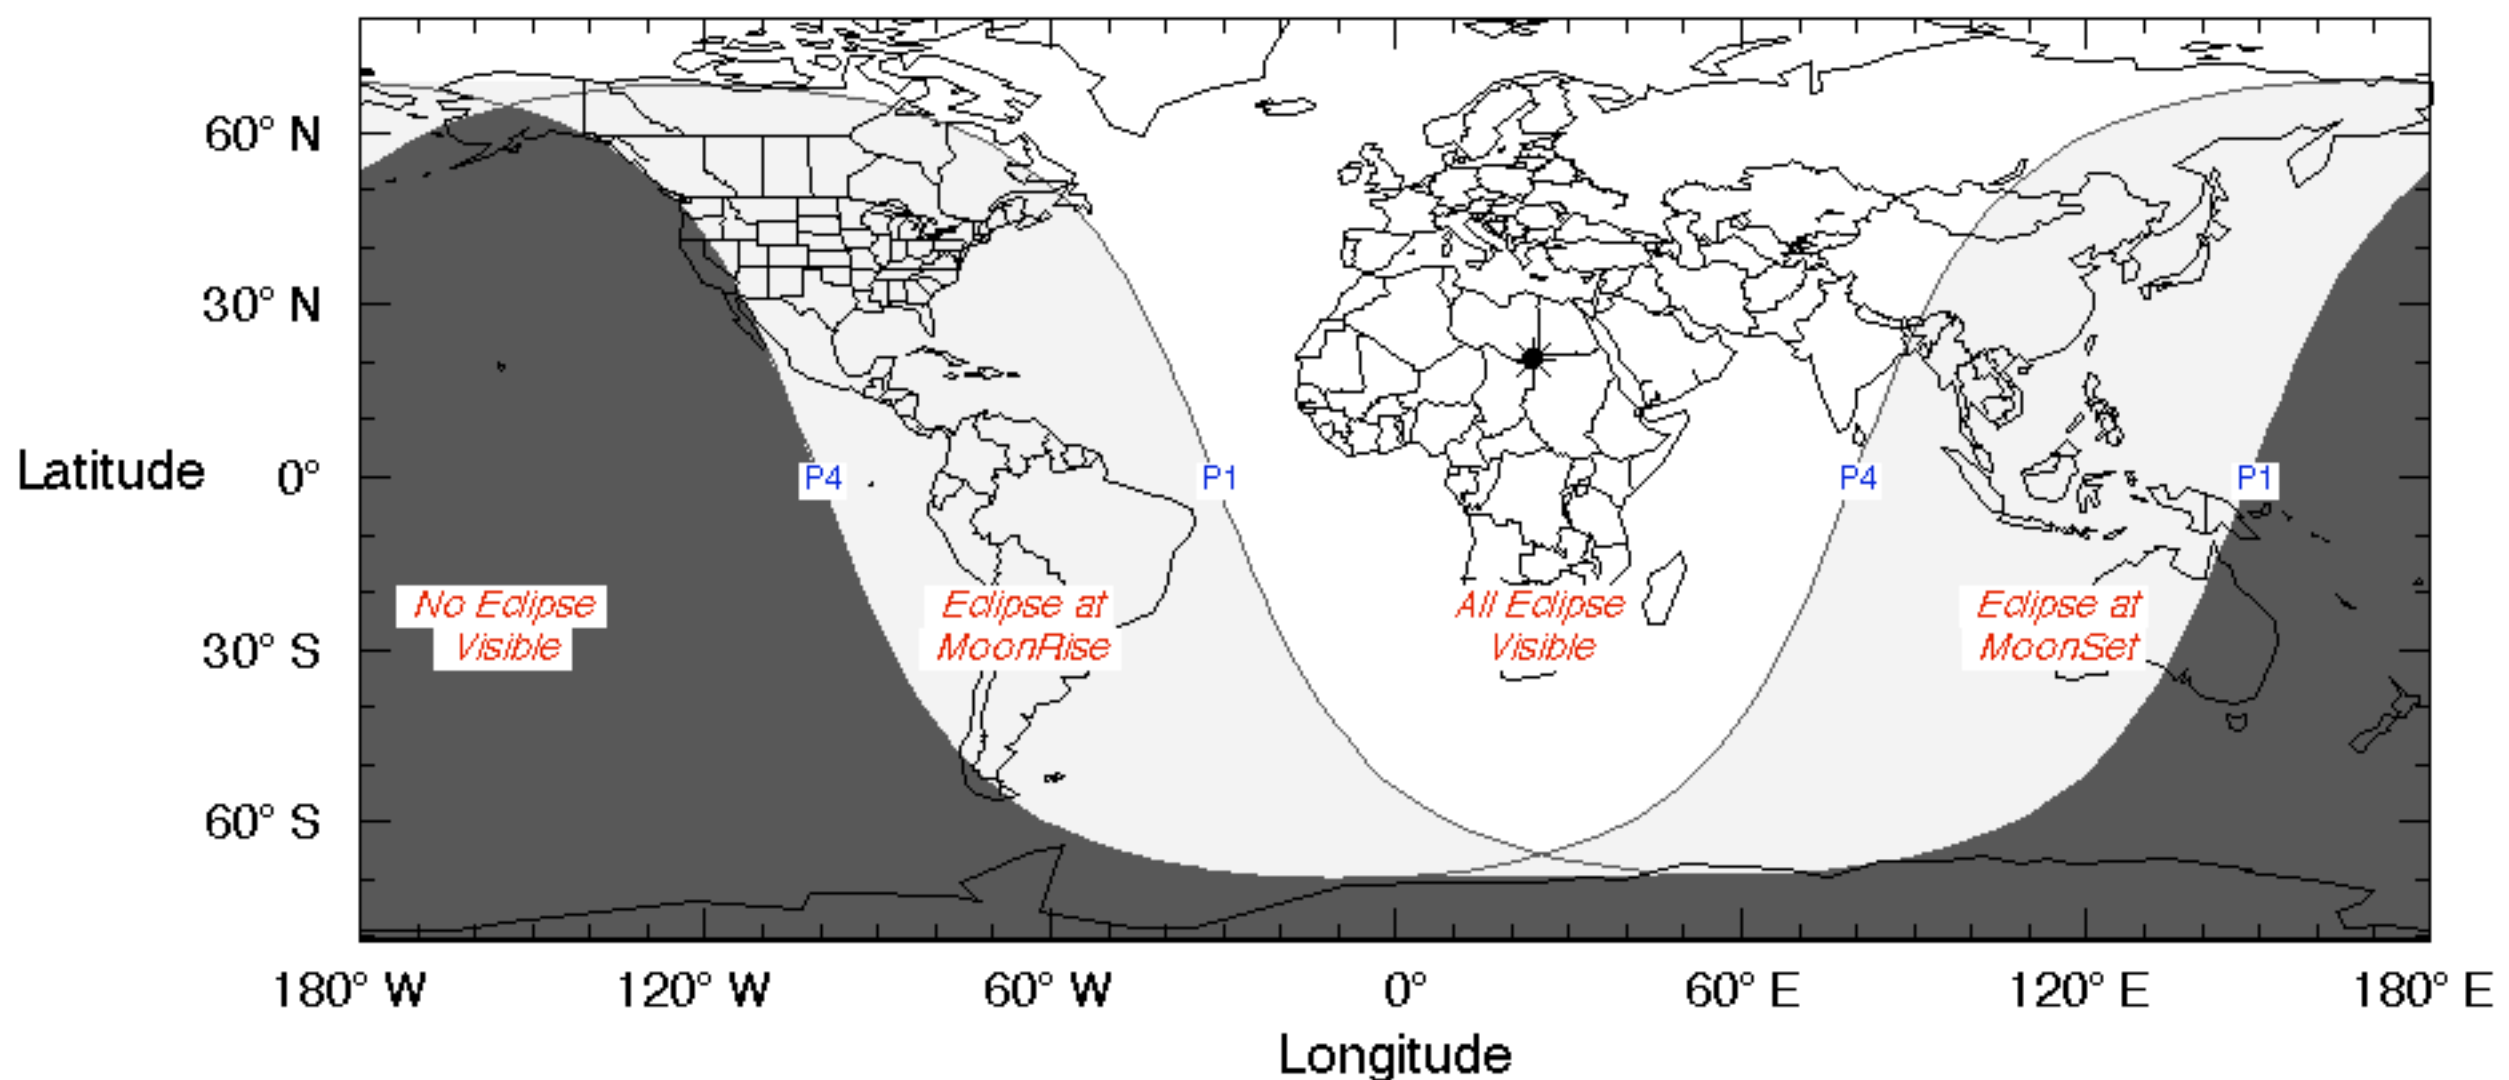 60° N
30° N
Latitude 0°
P4 P1 P4 P1
No Eclipse Visible
Eclipse at MoonRise
All Eclipse Visible
Eclipse at MoonSet
30° S
60° S
180° W 120° W 60° W 0° 60° E 120° E 180° E
Longitude